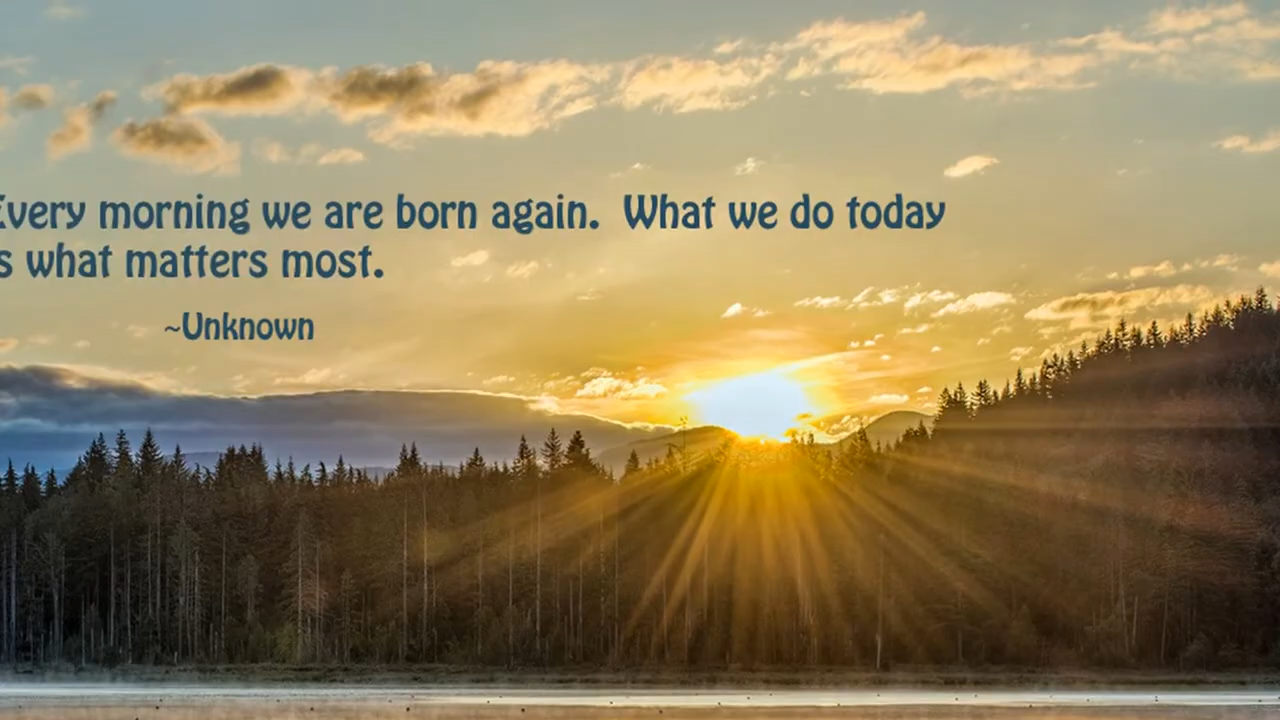 Every morning we are born again.  What we do today
s what matters most.
~Unknown